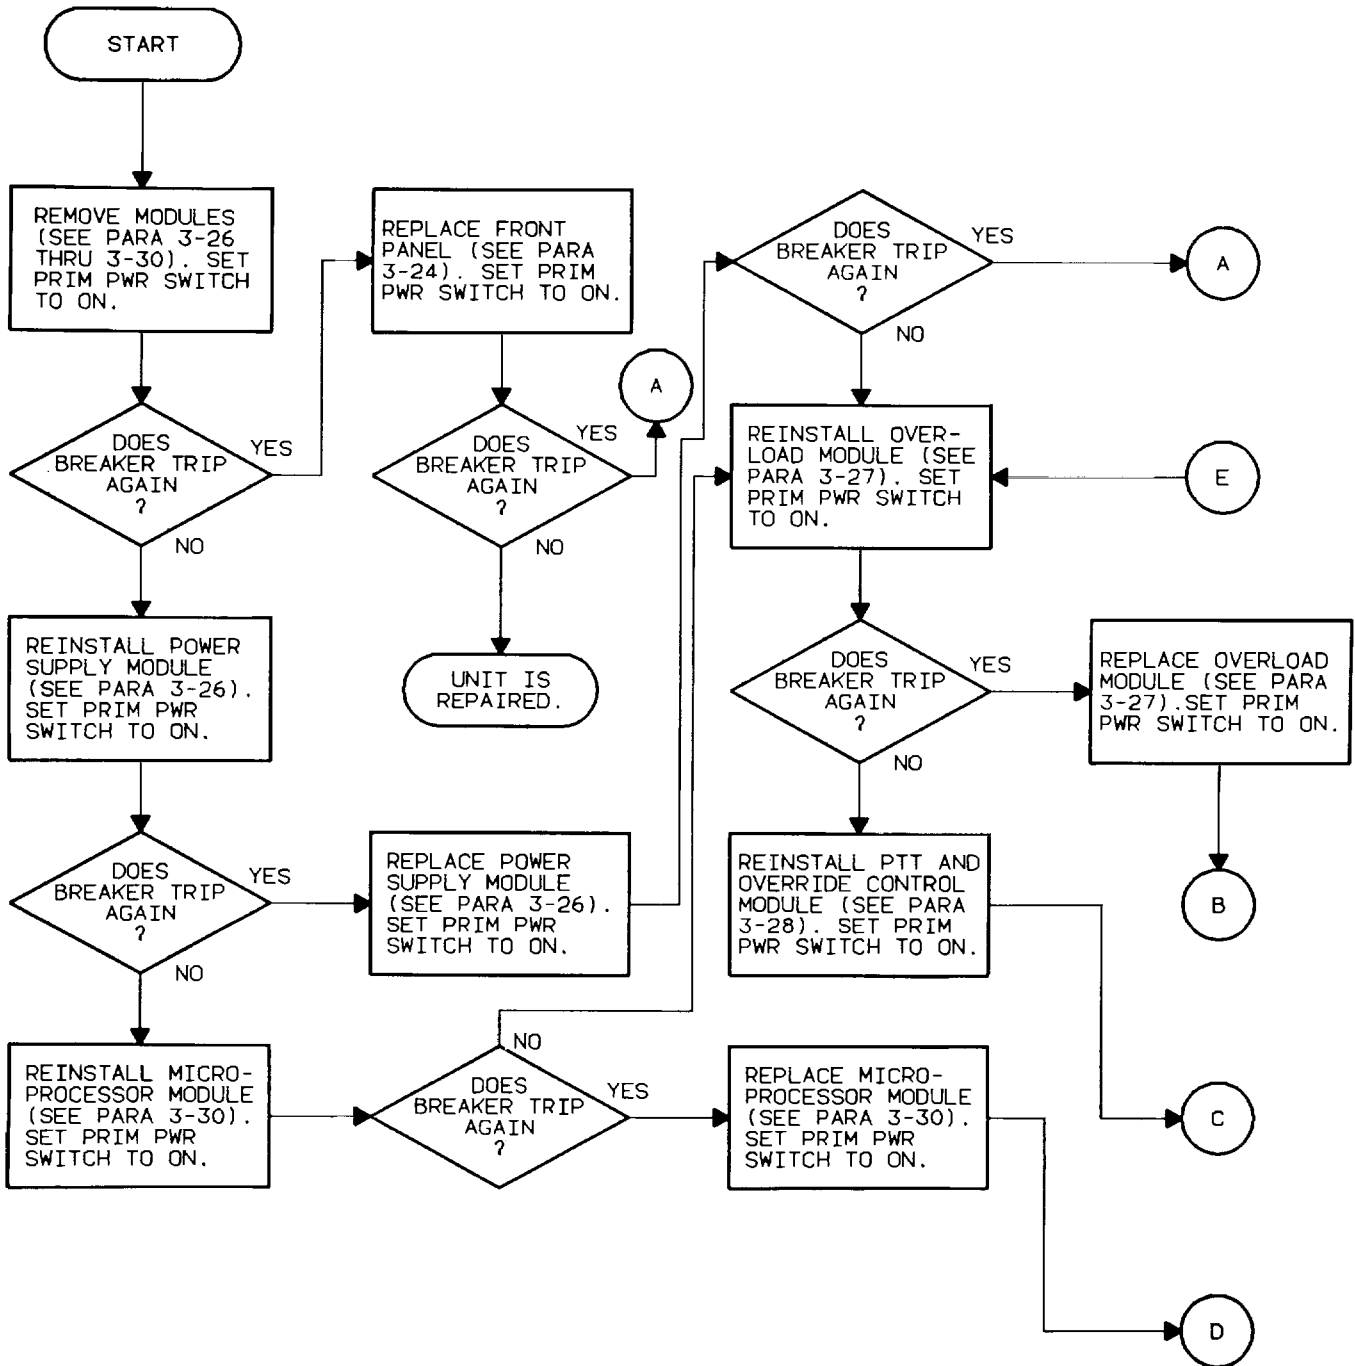 START
REMOVE MODULES
(SEE PARA 3-26
THRU 3-30). SET
PRIM PWR SWITCH
TO ON.
DOES
BREAKER TRIP
AGAIN
?
YES
NO
REPLACE FRONT
PANEL (SEE PARA
3-24). SET PRIM
PWR SWITCH TO ON.
DOES
BREAKER TRIP
AGAIN
?
YES
A
NO
UNIT IS
REPAIRED.
REINSTALL POWER
SUPPLY MODULE
(SEE PARA 3-26).
SET PRIM PWR
SWITCH TO ON.
DOES
BREAKER TRIP
AGAIN
?
YES
NO
REPLACE POWER
SUPPLY MODULE
(SEE PARA 3-26).
SET PRIM PWR
SWITCH TO ON.
REINSTALL MICRO-
PROCESSOR MODULE
(SEE PARA 3-30).
SET PRIM PWR
SWITCH TO ON.
NO
DOES
BREAKER TRIP
AGAIN
?
YES
REPLACE MICRO-
PROCESSOR MODULE
(SEE PARA 3-30).
SET PRIM PWR
SWITCH TO ON.
D
DOES
BREAKER TRIP
AGAIN
?
YES
A
NO
REINSTALL OVER-
LOAD MODULE (SEE
PARA 3-27). SET
PRIM PWR SWITCH
TO ON.
E
DOES
BREAKER TRIP
AGAIN
?
YES
NO
REPLACE OVERLOAD
MODULE (SEE PARA
3-27).SET PRIM
PWR SWITCH TO ON.
B
REINSTALL PTT AND
OVERRIDE CONTROL
MODULE (SEE PARA
3-28). SET PRIM
PWR SWITCH TO ON.
C